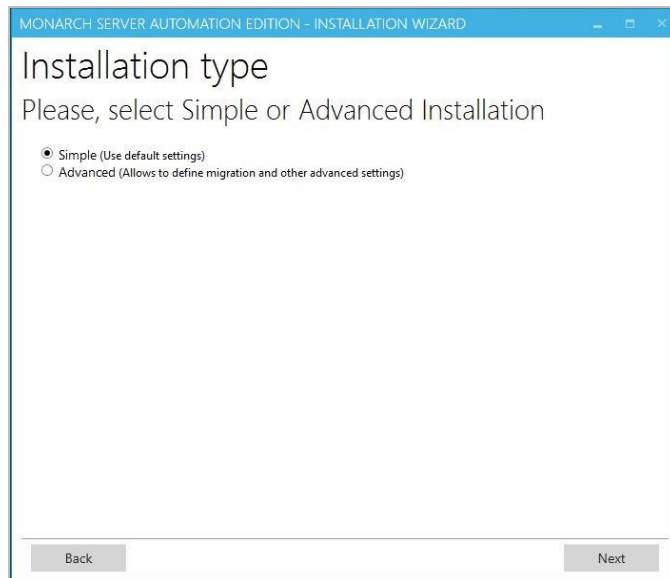 MONARCH SERVER AUTOMATION EDITION - INSTALLATION WIZARD
Installation type
Please, select Simple or Advanced Installation
Simple (Use default settings)
Advanced (Allows to define migration and other advanced settings)
Back Next